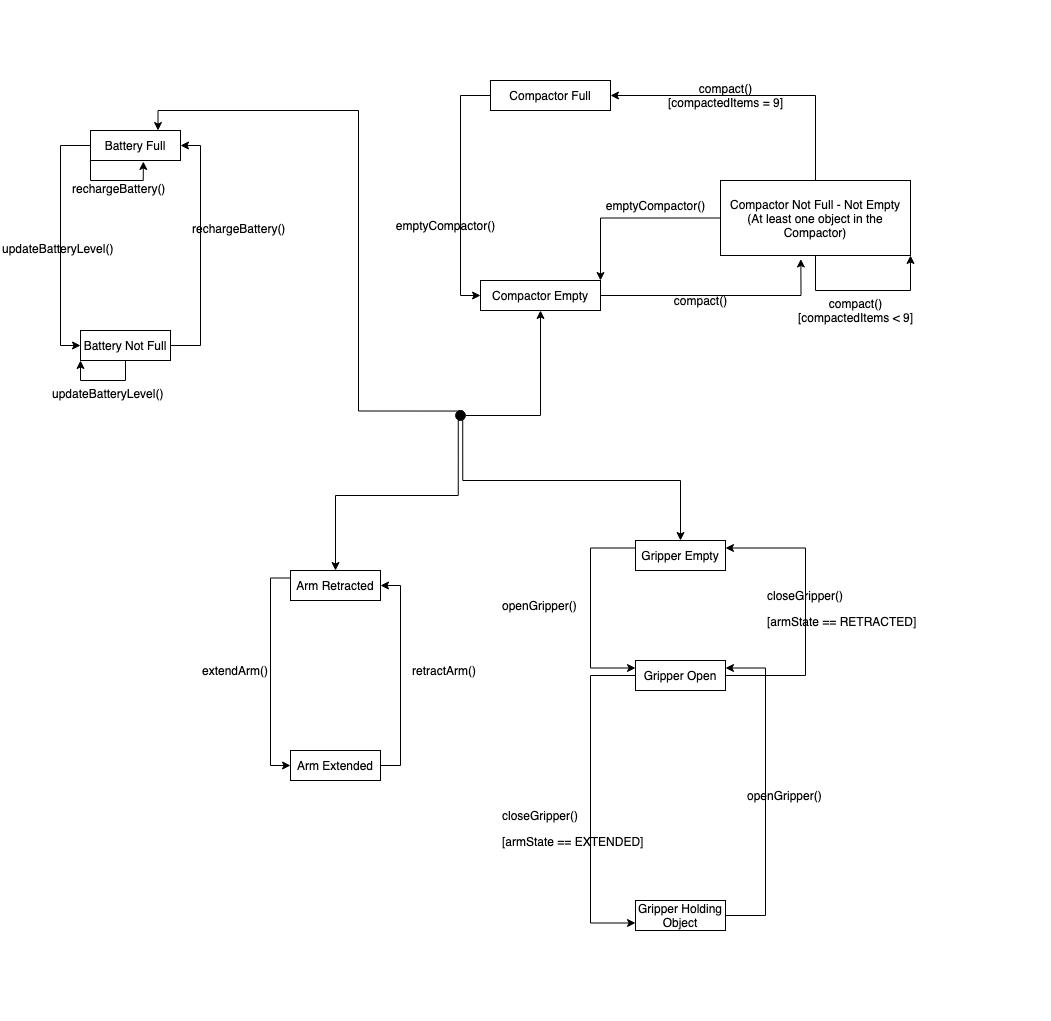 Compactor Full
compact()
[compactedItems = 9]
Battery Full
rechargeBattery()
updateBatteryLevel()
rechargeBattery()
Battery Not Full
updateBatteryLevel()
emptyCompactor()
emptyCompactor()
Compactor Not Full - Not Empty
(At least one object in the
Compactor)
Compactor Empty
compact()
compact()
[compactedItems < 9]
Arm Retracted
extendArm()
retractArm()
Arm Extended
Gripper Empty
openGripper()
closeGripper()
[armState == RETRACTED]
Gripper Open
closeGripper()
[armState == EXTENDED]
openGripper()
Gripper Holding
Object